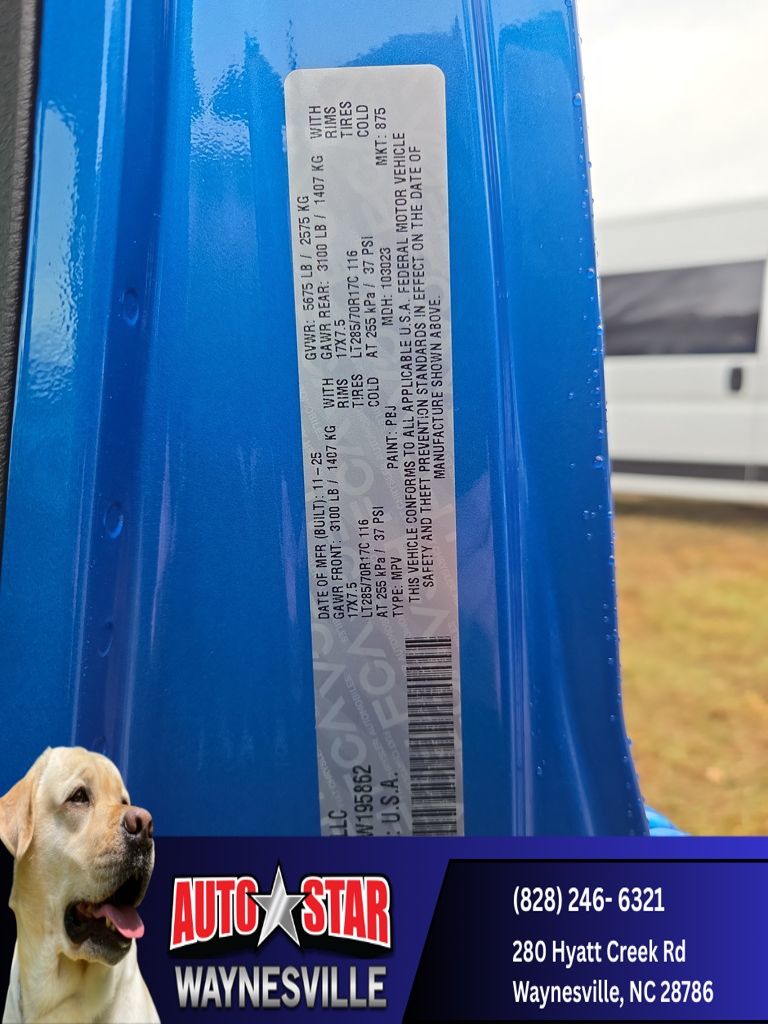 DATE OF MFR (BUILT): 11-25 GVWR: 5675 LB / 2575 KG
GAWR FRONT: 3100 LB / 1407 KG WITH GAWR REAR: 3100 LB / 1407 KG WITH
17X7.5 RIMS 17X7.5 RIMS
LT285/70R17C 116 TIRES LT285/70R17C 116 TIRES
AT 255 kPa / 37 PSI COLD AT 255 kPa / 37 PSI COLD
TYPE: MPV PAINT: PBJ MDH: 103023 MKT: 875
THIS VEHICLE CONFORMS TO ALL APPLICABLE U.S.A. FEDERAL MOTOR VEHICLE
SAFETY AND THEFT PREVENTION STANDARDS IN EFFECT ON THE DATE OF
MANUFACTURE SHOWN ABOVE.
LLC
W195862
: U.S.A.
AUTO STAR
WAYNESVILLE
(828) 246- 6321
280 Hyatt Creek Rd
Waynesville, NC 28786